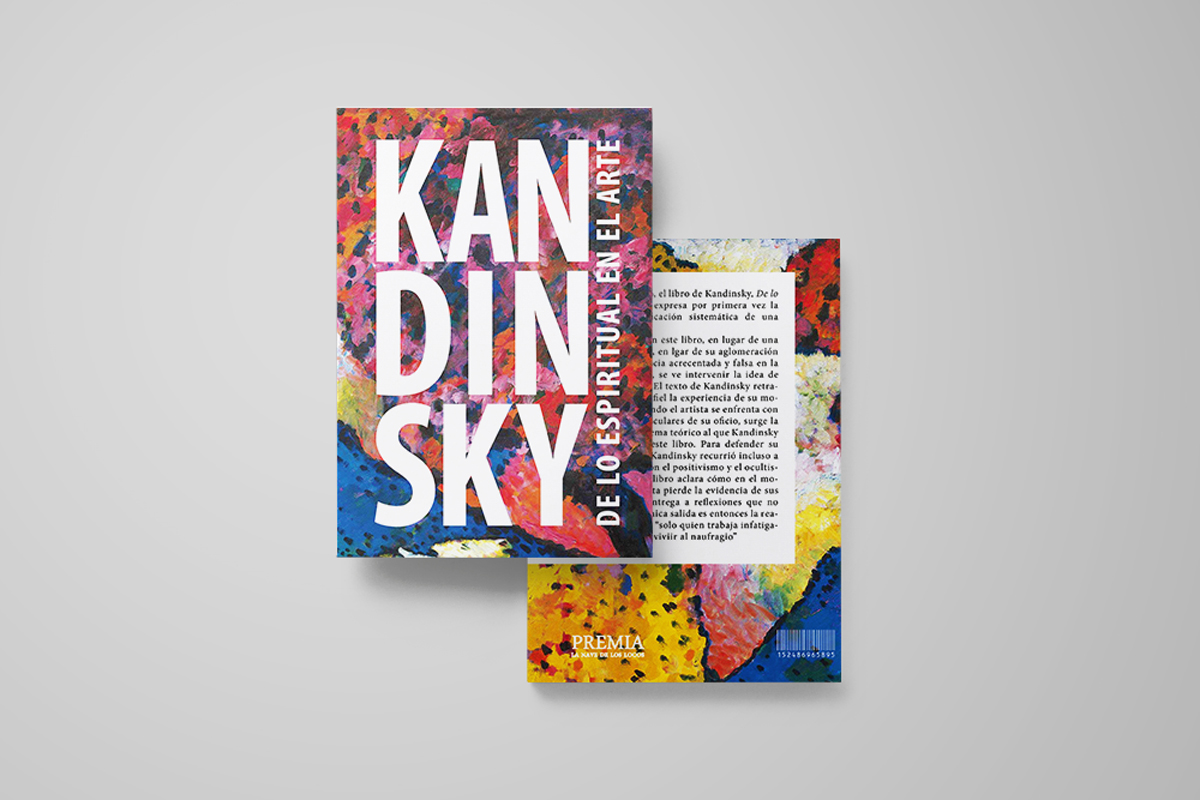 KAN
DIN
SKY
DE LO ESPIRITUAL EN EL ARTE
, el libro de Kandinsky. De lo
expresa por primera vez la
cación sistemática de una
n este libro, en lugar de una
, en lgar de su aglomeración
cia acrecentada y falsa en la
, se ve intervenir la idea de
El texto de Kandinsky retra-
fiel la experiencia de su mo-
ndo el artista se enfrenta con
culares de su oficio, surge la
ema teórico al que Kandinsky
este libro. Para defender su
Kandinsky recurrió incluso a
on el positivismo y el ocultis-
libro aclara cómo en el mo-
ta pierde la evidencia de sus
ntrega a reflexiones que no
nica salida es entonces la rea-
"solo quien trabaja infatiga-
viviir al naufragio"
PREMIA
LA NAVE DE LOS LOCOS
152486965895